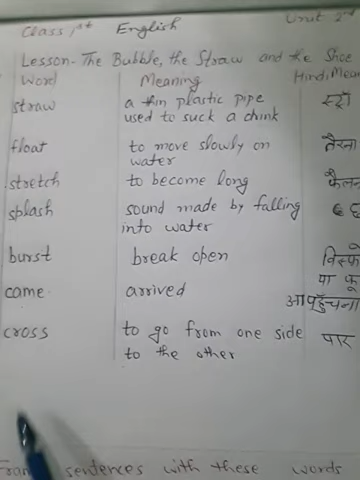 Class 1st English Unit 2nd
Lesson- The Bubble, the Straw and the Shoe
Word Meaning Hindi Mean
straw a thin plastic pipe स्ट्रॉ
used to suck a drink
float to move slowly on तैरना
water
stretch to become long फैलन
splash sound made by falling
into water
burst break open विस्फो
या फू
came arrived आ पहुँचना
cross to go from one side पार
to the other
Frame sentences with these words